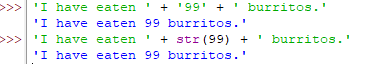 >>> 'I have eaten ' + '99' + ' burritos.'
'I have eaten 99 burritos.'
>>> 'I have eaten ' + str(99) + ' burritos.'
'I have eaten 99 burritos.'